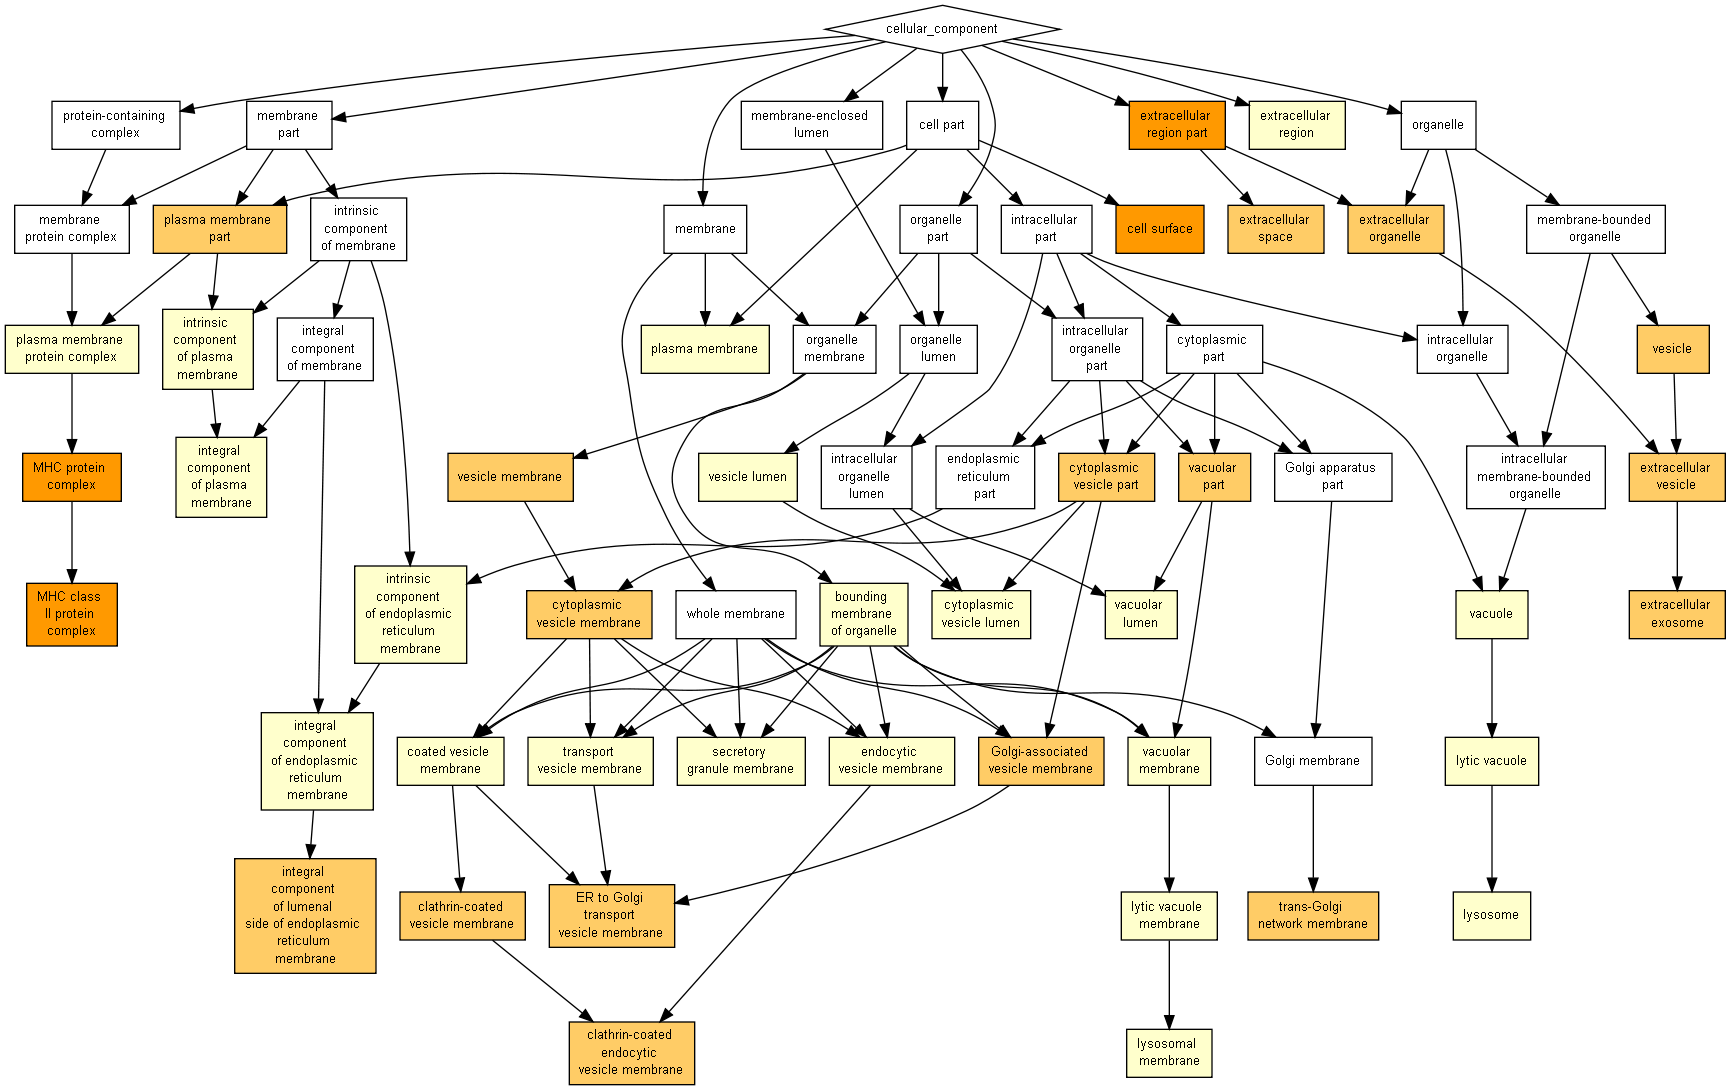 cellular_component
protein-containing
complex
membrane
part
membrane-enclosed
lumen
cell part
extracellular
region part
extracellular
region
organelle
membrane
protein complex
plasma membrane
part
intrinsic
component
of membrane
membrane
organelle
part
intracellular
part
cell surface
extracellular
space
extracellular
organelle
membrane-bounded
organelle
plasma membrane
protein complex
intrinsic
component
of plasma
membrane
integral
component
of membrane
plasma membrane
organelle
membrane
organelle
lumen
intracellular
organelle
part
cytoplasmic
part
intracellular
organelle
vesicle
MHC protein
complex
integral
component
of plasma
membrane
vesicle membrane
vesicle lumen
intracellular
organelle
lumen
endoplasmic
reticulum
part
cytoplasmic
vesicle part
vacuolar
part
Golgi apparatus
part
intracellular
membrane-bounded
organelle
extracellular
vesicle
MHC class
II protein
complex
intrinsic
component
of endoplasmic
reticulum
membrane
cytoplasmic
vesicle membrane
whole membrane
bounding
membrane
of organelle
cytoplasmic
vesicle lumen
vacuolar
lumen
vacuole
extracellular
exosome
integral
component
of endoplasmic
reticulum
membrane
coated vesicle
membrane
transport
vesicle membrane
secretory
granule membrane
endocytic
vesicle membrane
Golgi-associated
vesicle membrane
vacuolar
membrane
Golgi membrane
lytic vacuole
integral
component
of lumenal
side of endoplasmic
reticulum
membrane
clathrin-coated
vesicle membrane
ER to Golgi
transport
vesicle membrane
lytic vacuole
membrane
trans-Golgi
network membrane
lysosome
clathrin-coated
endocytic
vesicle membrane
lysosomal
membrane